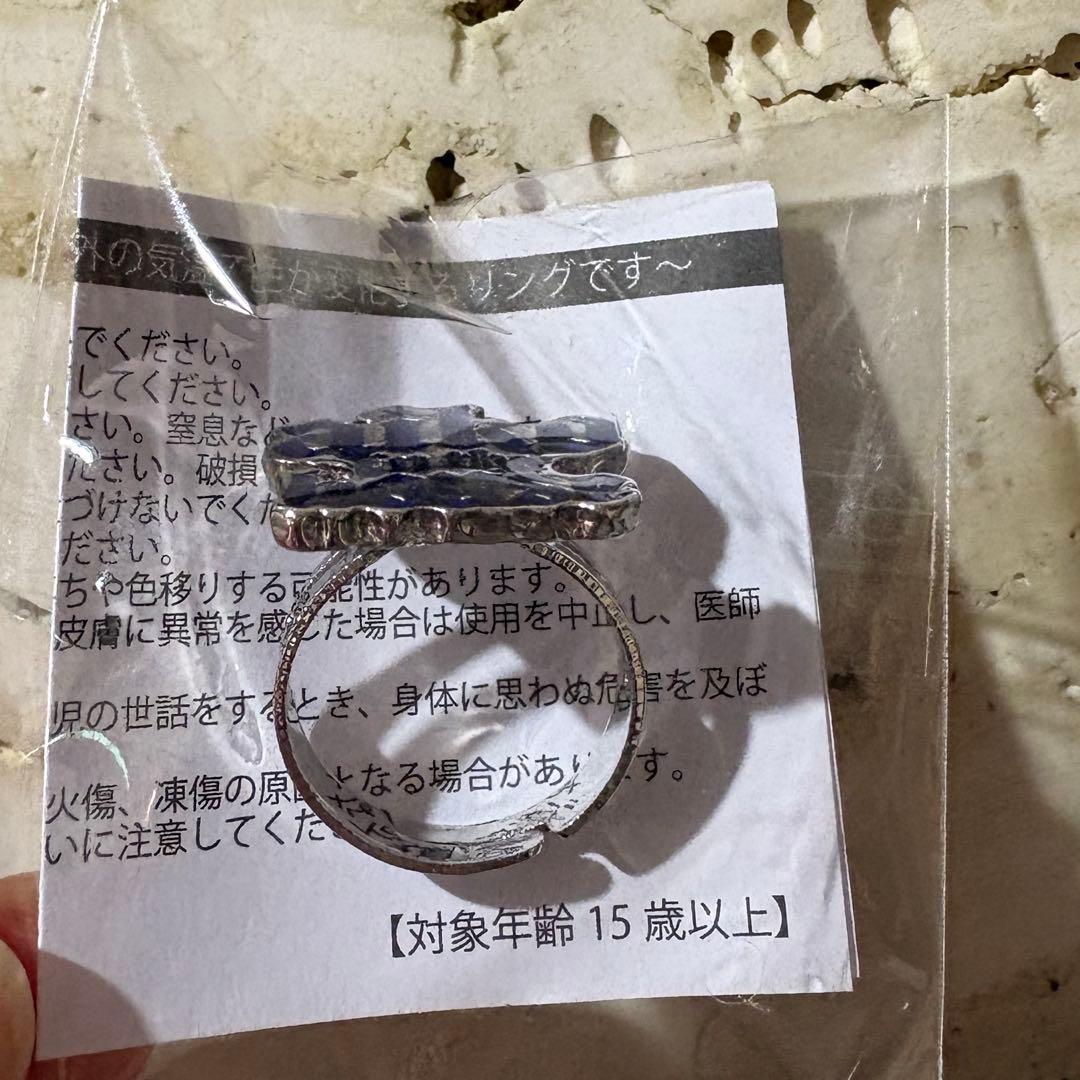 外の気温で色が変化するリングです～
でください。
してください。
さい。窒息など
ださい。破損
づけないでくだ
ださい。
ちや色移りする可能性があります。
皮膚に異常を感じた場合は使用を中止し、医師
児の世話をするとき、身体に思わぬ危害を及ぼ
火傷、凍傷の原因となる場合があります。
いに注意してくださ
【対象年齢 15 歳以上】